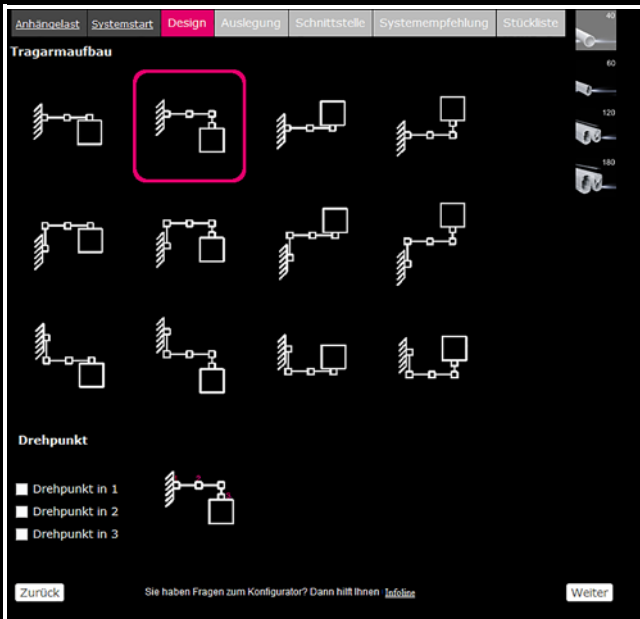 Anhängelast Systemstart Design Auslegung Schnittstelle Systemempfehlung Stückliste
40
Tragarmaufbau
60
120
180
Drehpunkt
Drehpunkt in 1
Drehpunkt in 2
Drehpunkt in 3
Zurück Sie haben Fragen zum Konfigurator? Dann hilft Ihnen Infoline Weiter